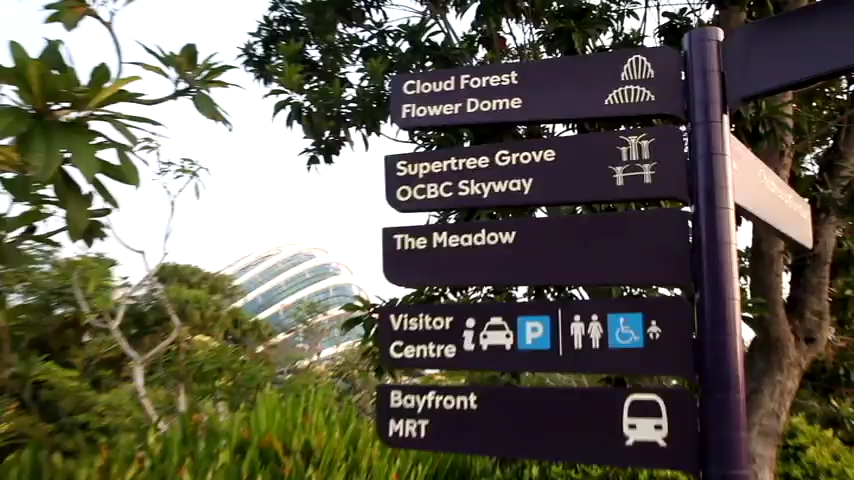 Cloud Forest
Flower Dome
Supertree Grove
OCBC Skyway
The Meadow
Visitor
Centre
P
Bayfront
MRT